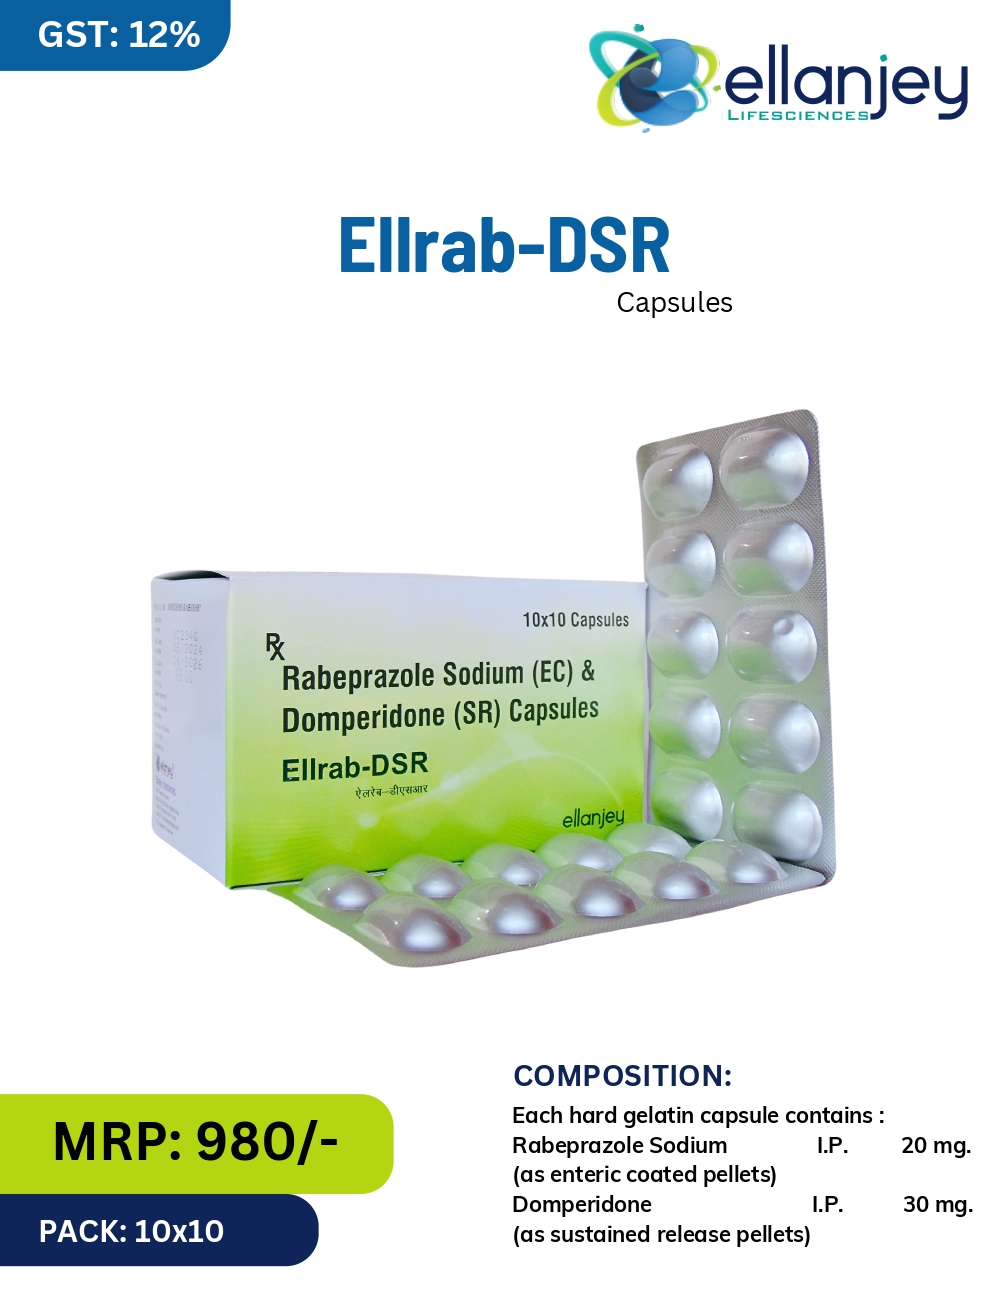 GST: 12%
ellanjey
LIFESCIENCES
Ellrab-DSR
Capsules
10x10 Capsules
Rx
Rabeprazole Sodium (EC) &
Domperidone (SR) Capsules
Ellrab-DSR
ऐलरेब-डीएसआर
ellanjey
COMPOSITION:
Each hard gelatin capsule contains :
Rabeprazole Sodium I.P. 20 mg.
(as enteric coated pellets)
Domperidone I.P. 30 mg.
(as sustained release pellets)
MRP: 980/-
PACK: 10x10